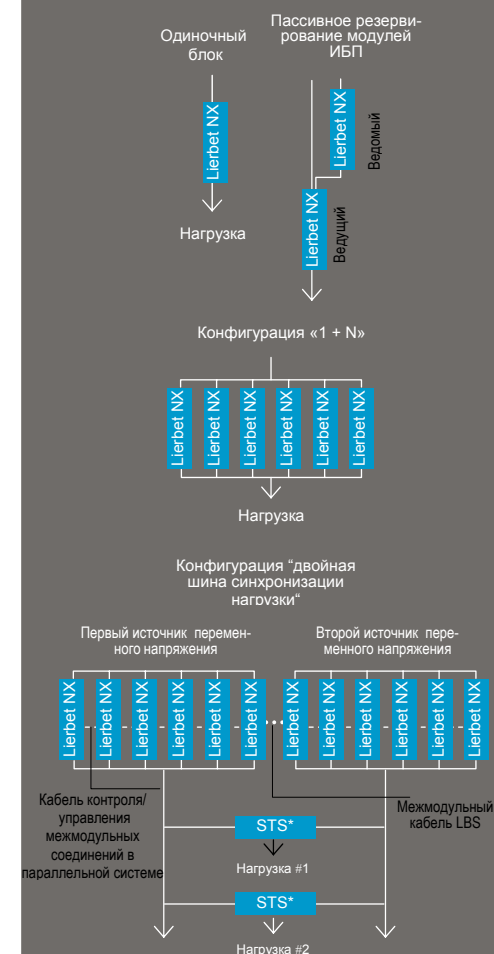 Одиночный
блок
Пассивное резерви-
рование модулей
ИБП
Lierbet NX
Lierbet NX
Ведомый
Lierbet NX
Ведущий
Нагрузка
Конфигурация «1 + N»
Lierbet NX
Lierbet NX
Lierbet NX
Lierbet NX
Lierbet NX
Lierbet NX
Нагрузка
Конфигурация “двойная
шина синхронизации
нагрузки“
Первый источник перемен-
ного напряжения
Второй источник пере-
менного напряжения
Lierbet NX
Lierbet NX
Lierbet NX
Lierbet NX
Lierbet NX
Lierbet NX
Lierbet NX
Lierbet NX
Lierbet NX
Lierbet NX
Lierbet NX
Lierbet NX
Кабель контроля/
управления
межмодульных
соединений в
параллельной системе
Межмодульный
кабель LBS
STS*
Нагрузка #1
STS*
Нагрузка #2